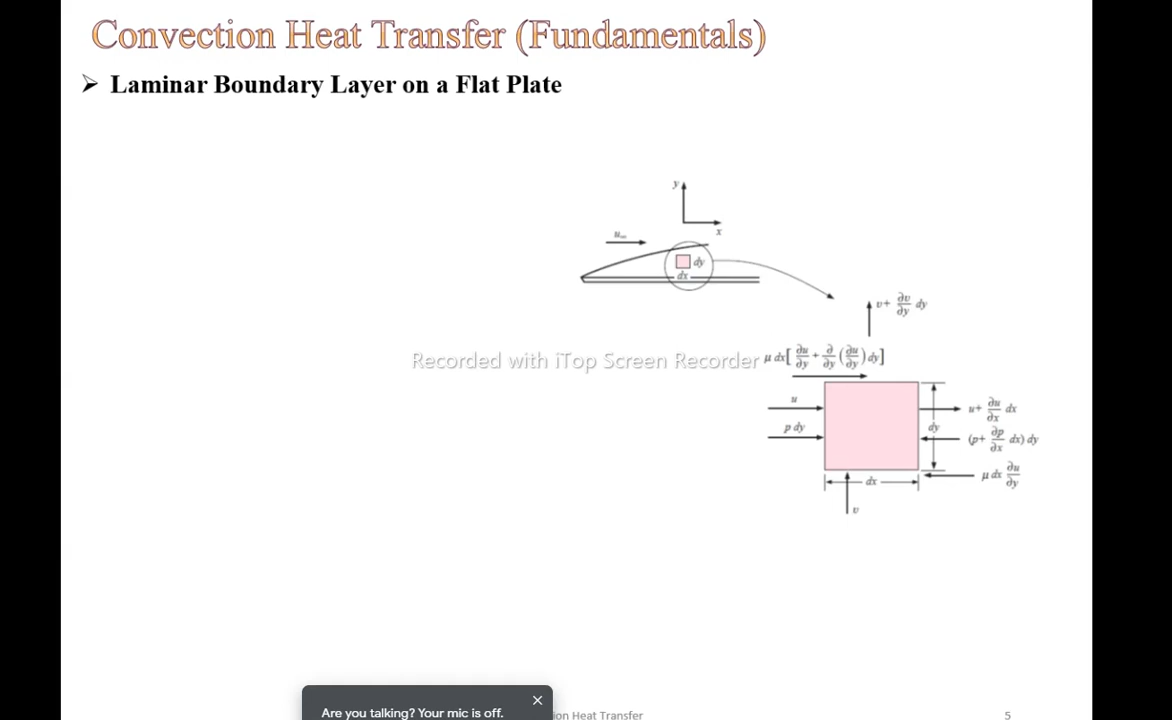 Convection Heat Transfer (Fundamentals)
➢ Laminar Boundary Layer on a Flat Plate
y
x
u∞
dy
dx
v+ ∂v/∂y dy
Recorded with iTop Screen Recorder
μ dx[ ∂u/∂y + ∂/∂y (∂u/∂y) dy]
u
u+ ∂u/∂x dx
p dy
dy
(p+ ∂p/∂x dx) dy
μ dx ∂u/∂y
dx
v
Are you talking? Your mic is off.
ion Heat Transfer
5